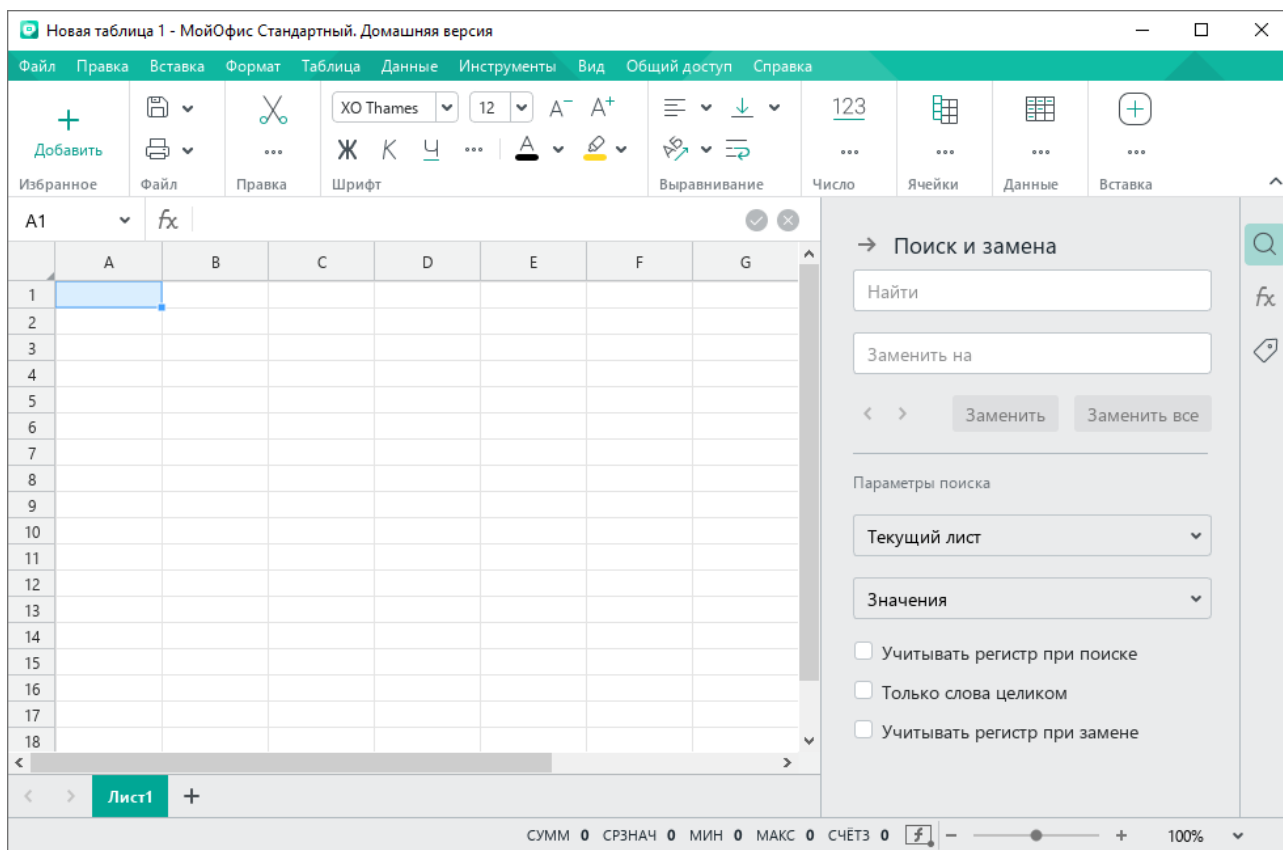 Новая таблица 1 - МойОфис Стандартный. Домашняя версия
Файл Правка Вставка Формат Таблица Данные Инструменты Вид Общий доступ Справка
XO Thames 12 A⁻ A⁺ 123
Добавить Ж К Ч A
Избранное Файл Правка Шрифт Выравнивание Число Ячейки Данные Вставка
A1 fx
Поиск и замена
A B C D E F G
Найти
1
2
3
Заменить на
4
5
Заменить Заменить все
6
7
8
Параметры поиска
9
10
Текущий лист
11
12
13
Значения
14
15
Учитывать регистр при поиске
16
Только слова целиком
17
18
Учитывать регистр при замене
Лист1
СУММ 0 СРЗНАЧ 0 МИН 0 МАКС 0 СЧЁТЗ 0 100%